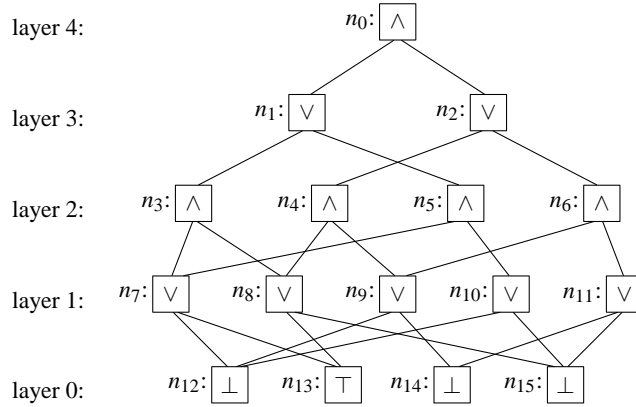 layer 4: n0: ∧
layer 3: n1: ∨ n2: ∨
layer 2: n3: ∧ n4: ∧ n5: ∧ n6: ∧
layer 1: n7: ∨ n8: ∨ n9: ∨ n10: ∨ n11: ∨
layer 0: n12: ⊥ n13: ⊤ n14: ⊥ n15: ⊥